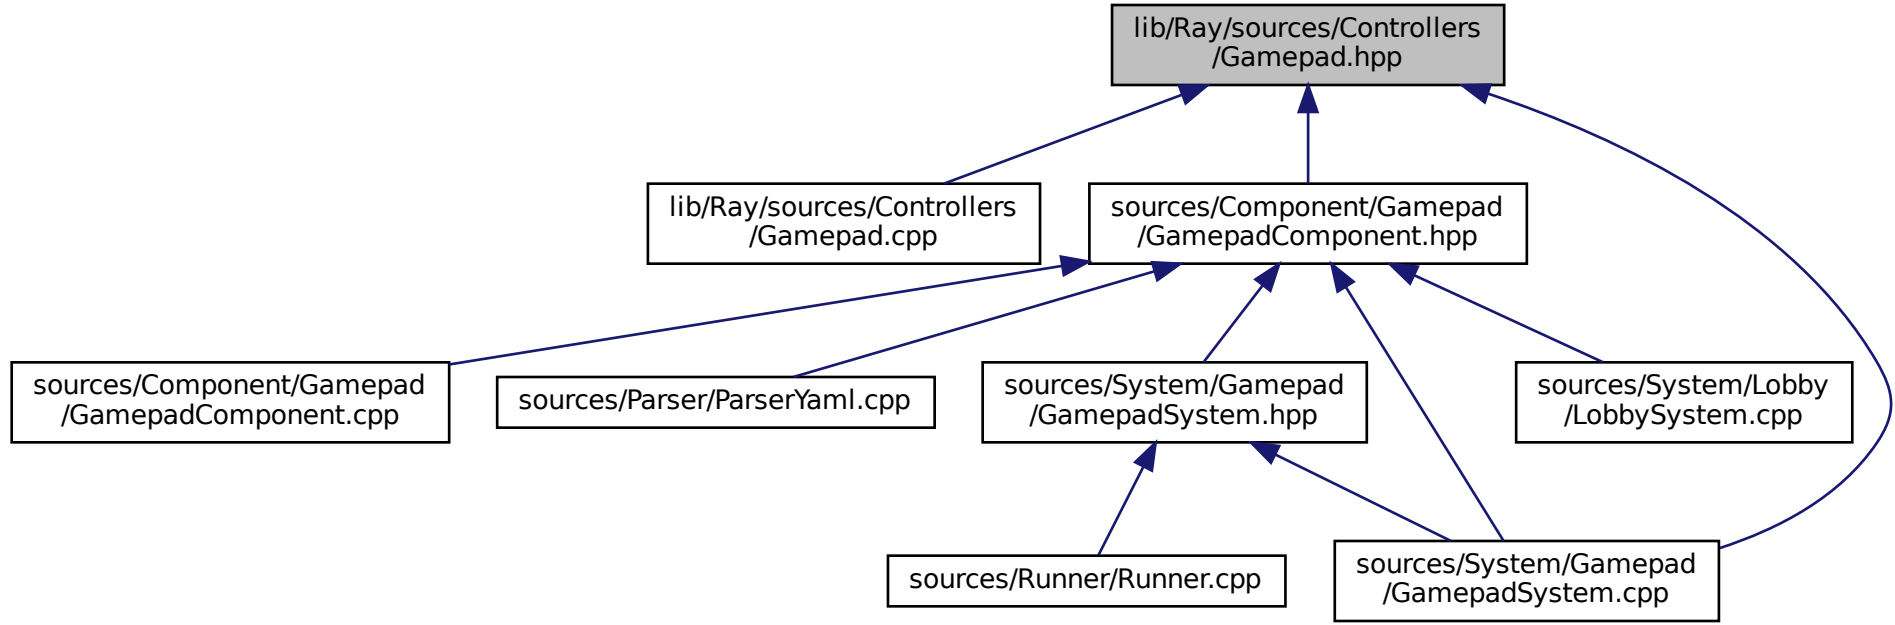 lib/Ray/sources/Controllers
/Gamepad.hpp
lib/Ray/sources/Controllers
/Gamepad.cpp
sources/Component/Gamepad
/GamepadComponent.hpp
sources/Component/Gamepad
/GamepadComponent.cpp
sources/Parser/ParserYaml.cpp
sources/System/Gamepad
/GamepadSystem.hpp
sources/System/Lobby
/LobbySystem.cpp
sources/Runner/Runner.cpp
sources/System/Gamepad
/GamepadSystem.cpp